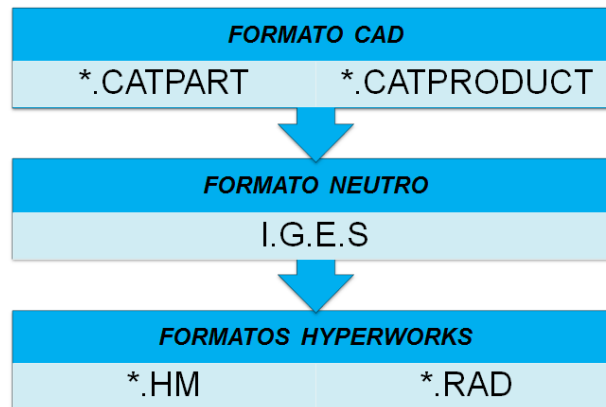 FORMATO CAD
*.CATPART *.CATPRODUCT
FORMATO NEUTRO
I.G.E.S
FORMATOS HYPERWORKS
*.HM *.RAD